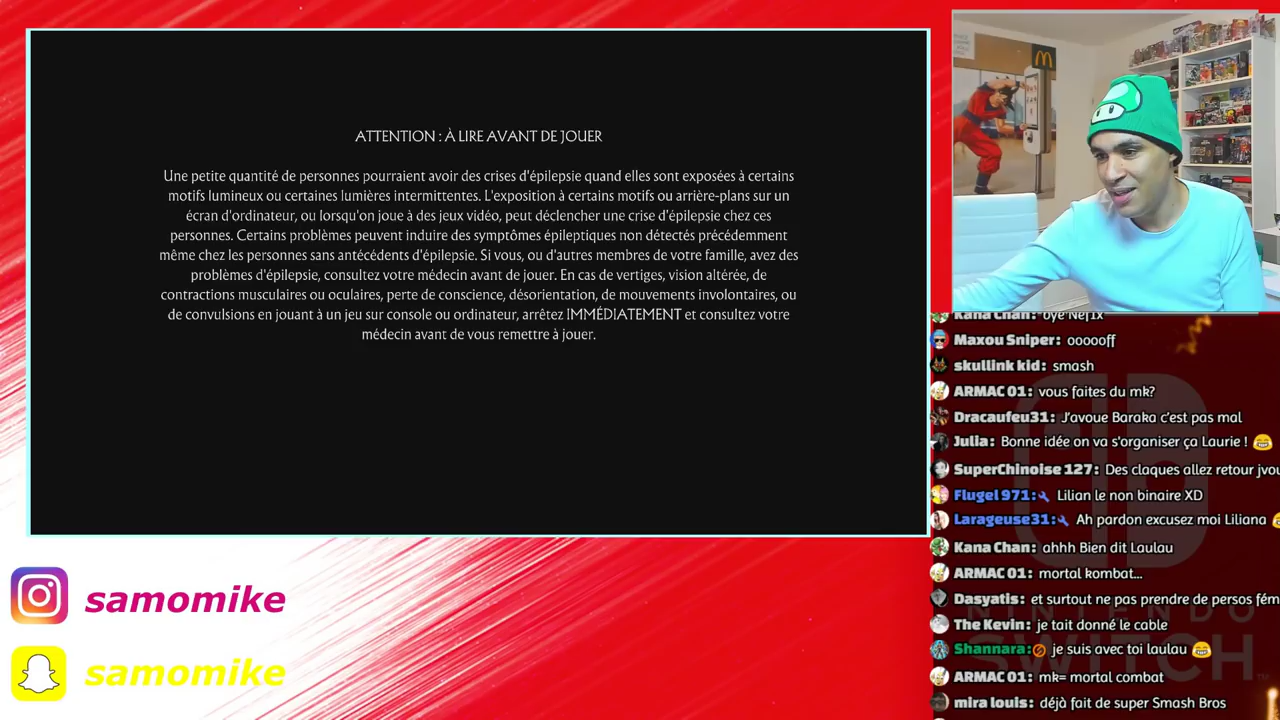 ATTENTION : À LIRE AVANT DE JOUER
Une petite quantité de personnes pourraient avoir des crises d'épilepsie quand elles sont exposées à certains
motifs lumineux ou certaines lumières intermittentes. L'exposition à certains motifs ou arrière-plans sur un
écran d'ordinateur, ou lorsqu'on joue à des jeux vidéo, peut déclencher une crise d'épilepsie chez ces
personnes. Certains problèmes peuvent induire des symptômes épileptiques non détectés précédemment
même chez les personnes sans antécédents d'épilepsie. Si vous, ou d'autres membres de votre famille, avez des
problèmes d'épilepsie, consultez votre médecin avant de jouer. En cas de vertiges, vision altérée, de
contractions musculaires ou oculaires, perte de conscience, désorientation, de mouvements involontaires, ou
de convulsions en jouant à un jeu sur console ou ordinateur, arrêtez IMMÉDIATEMENT et consultez votre
médecin avant de vous remettre à jouer.
samomike
samomike
Kana Chan: bye Nef1x
Maxou Sniper: oooooff
skullink kid: smash
ARMAC 01: vous faites du mk?
Dracaufeu31: J'avoue Baraka c'est pas mal
Julia: Bonne idée on va s'organiser ça Laurie !
SuperChinoise 127: Des claques allez retour jvou
Flugel 971: Lilian le non binaire XD
Larageuse31: Ah pardon excusez moi Liliana
Kana Chan: ahhh Bien dit Laulau
ARMAC 01: mortal kombat...
Dasyatis: et surtout ne pas prendre de persos fém
The Kevin: je tait donné le cable
Shannara: je suis avec toi laulau
ARMAC 01: mk= mortal combat
mira louis: déjà fait de super Smash Bros
NINTENDO
SWITCH